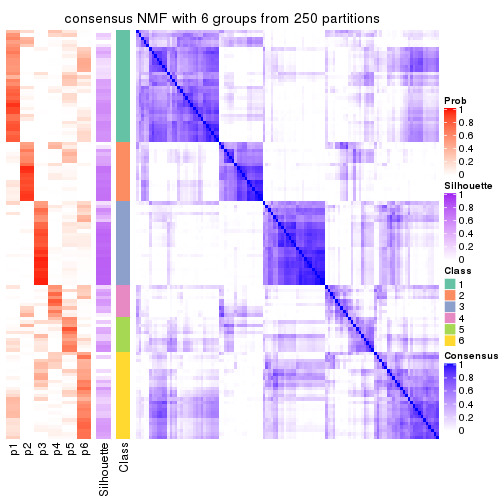 consensus NMF with 6 groups from 250 partitions
Prob
1
0.8
0.6
0.4
0.2
0
Silhouette
1
0.8
0.6
0.4
0.2
0
Class
1
2
3
4
5
6
Consensus
1
0.8
0.6
0.4
0.2
0
p1
p2
p3
p4
p5
p6
Silhouette
Class